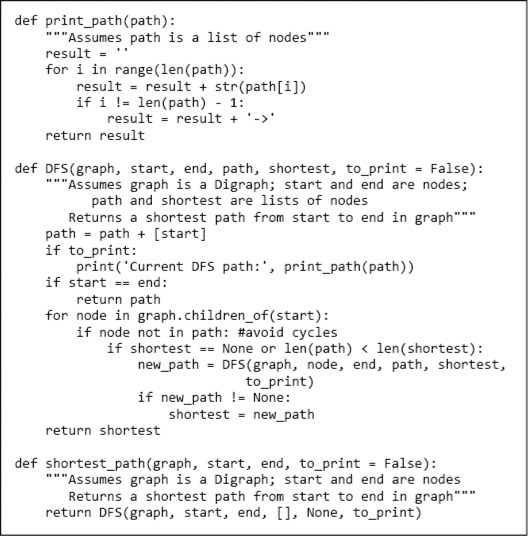 def print_path(path):
    """Assumes path is a list of nodes"""
    result = ''
    for i in range(len(path)):
        result = result + str(path[i])
        if i != len(path) - 1:
            result = result + '->'
    return result

def DFS(graph, start, end, path, shortest, to_print = False):
    """Assumes graph is a Digraph; start and end are nodes;
          path and shortest are lists of nodes
       Returns a shortest path from start to end in graph"""
    path = path + [start]
    if to_print:
        print('Current DFS path:', print_path(path))
    if start == end:
        return path
    for node in graph.children_of(start):
        if node not in path: #avoid cycles
            if shortest == None or len(path) < len(shortest):
                new_path = DFS(graph, node, end, path, shortest,
                               to_print)
                if new_path != None:
                    shortest = new_path
    return shortest

def shortest_path(graph, start, end, to_print = False):
    """Assumes graph is a Digraph; start and end are nodes
       Returns a shortest path from start to end in graph"""
    return DFS(graph, start, end, [], None, to_print)